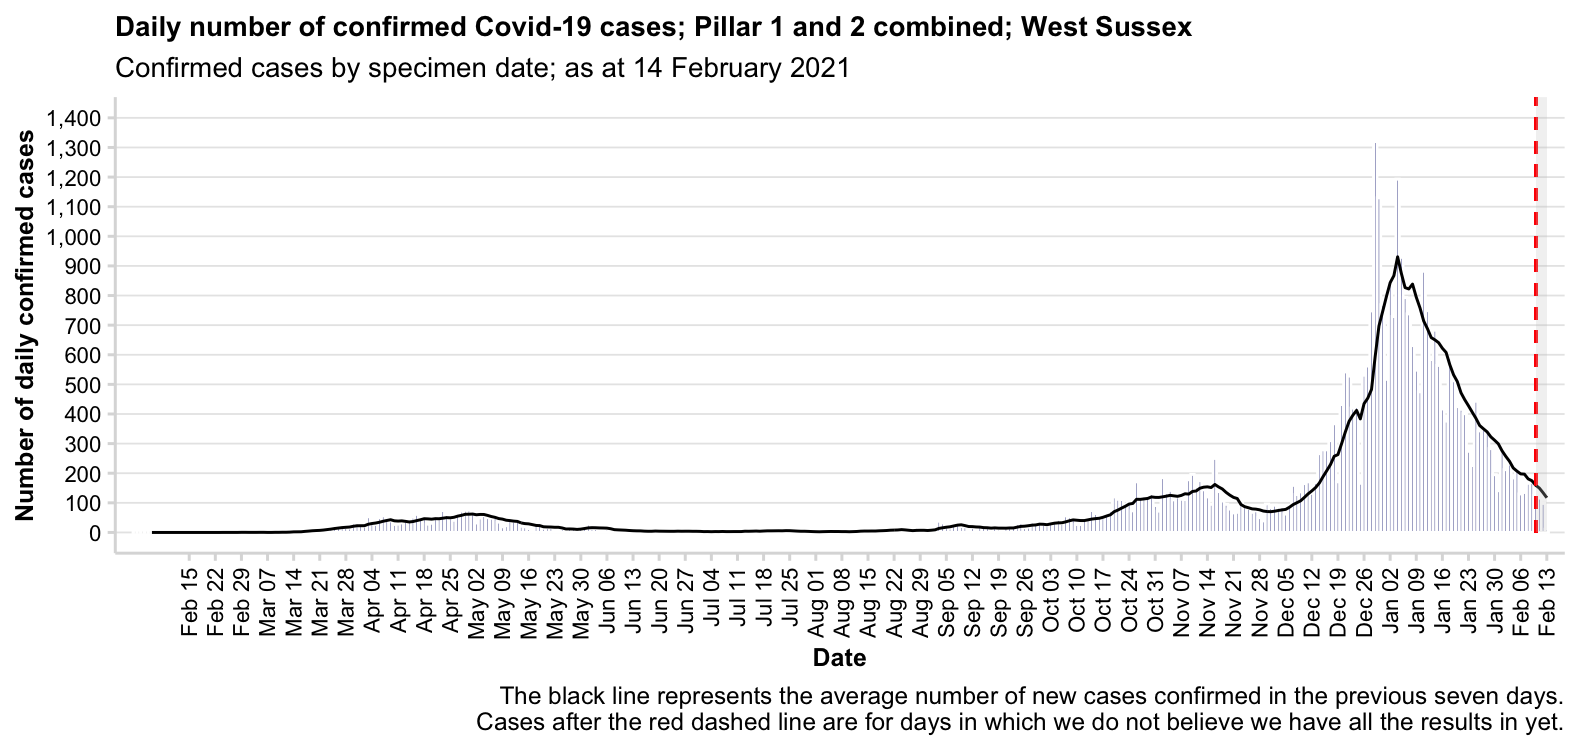 Daily number of confirmed Covid-19 cases; Pillar 1 and 2 combined; West Sussex
Confirmed cases by specimen date; as at 14 February 2021
Number of daily confirmed cases
1,400
1,300
1,200
1,100
1,000
900
800
700
600
500
400
300
200
100
0
Feb 15
Feb 22
Feb 29
Mar 07
Mar 14
Mar 21
Mar 28
Apr 04
Apr 11
Apr 18
Apr 25
May 02
May 09
May 16
May 23
May 30
Jun 06
Jun 13
Jun 20
Jun 27
Jul 04
Jul 11
Jul 18
Jul 25
Aug 01
Aug 08
Aug 15
Aug 22
Aug 29
Sep 05
Sep 12
Sep 19
Sep 26
Oct 03
Oct 10
Oct 17
Oct 24
Oct 31
Nov 07
Nov 14
Nov 21
Nov 28
Dec 05
Dec 12
Dec 19
Dec 26
Jan 02
Jan 09
Jan 16
Jan 23
Jan 30
Feb 06
Feb 13
Date
The black line represents the average number of new cases confirmed in the previous seven days.
Cases after the red dashed line are for days in which we do not believe we have all the results in yet.